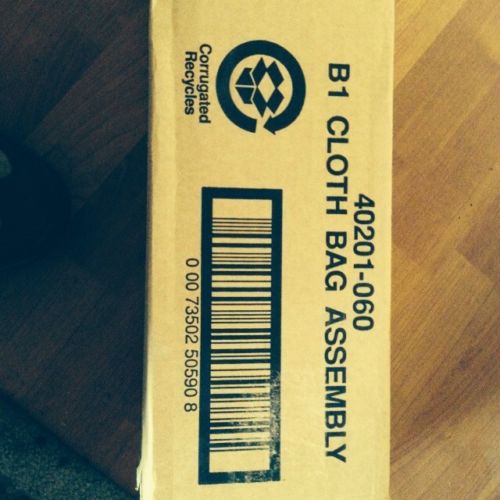 40201-060
B1 CLOTH BAG ASSEMBLY
Corrugated
Recycles
0 00 73502 50590 8